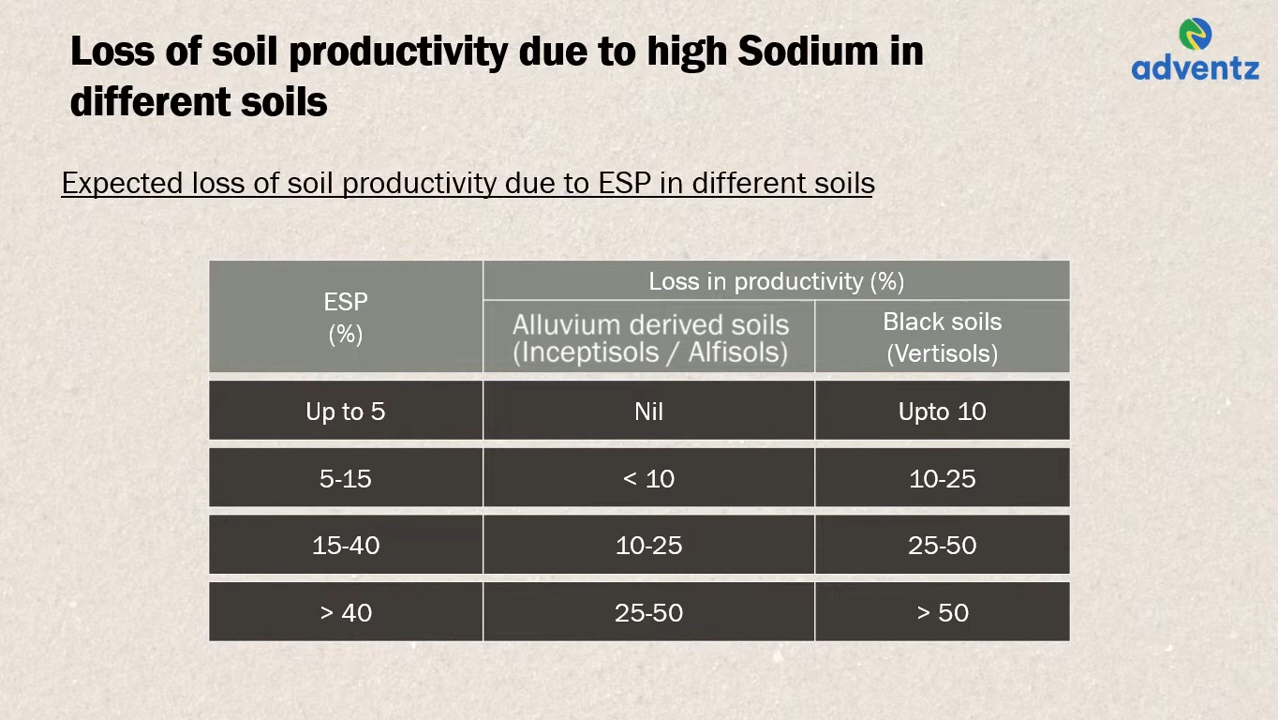 Loss of soil productivity due to high Sodium in
different soils
adventz
Expected loss of soil productivity due to ESP in different soils
ESP
(%)
Loss in productivity (%)
Alluvium derived soils
(Inceptisols / Alfisols)
Black soils
(Vertisols)
Up to 5
Nil
Upto 10
5-15
< 10
10-25
15-40
10-25
25-50
> 40
25-50
> 50